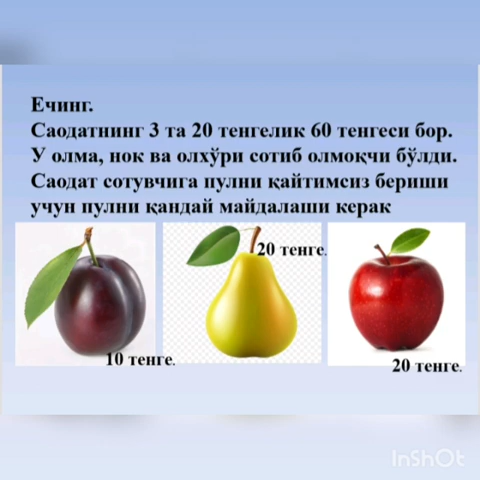 Ечинг.
Саодатнинг 3 та 20 тенгелик 60 тенгеси бор.
У олма, нок ва олхўри сотиб олмоқчи бўлди.
Саодат сотувчига пулни қайтимсиз бериши
учун пулни қандай майдалаши керак
20 тенге.
10 тенге.
20 тенге.
InShOt